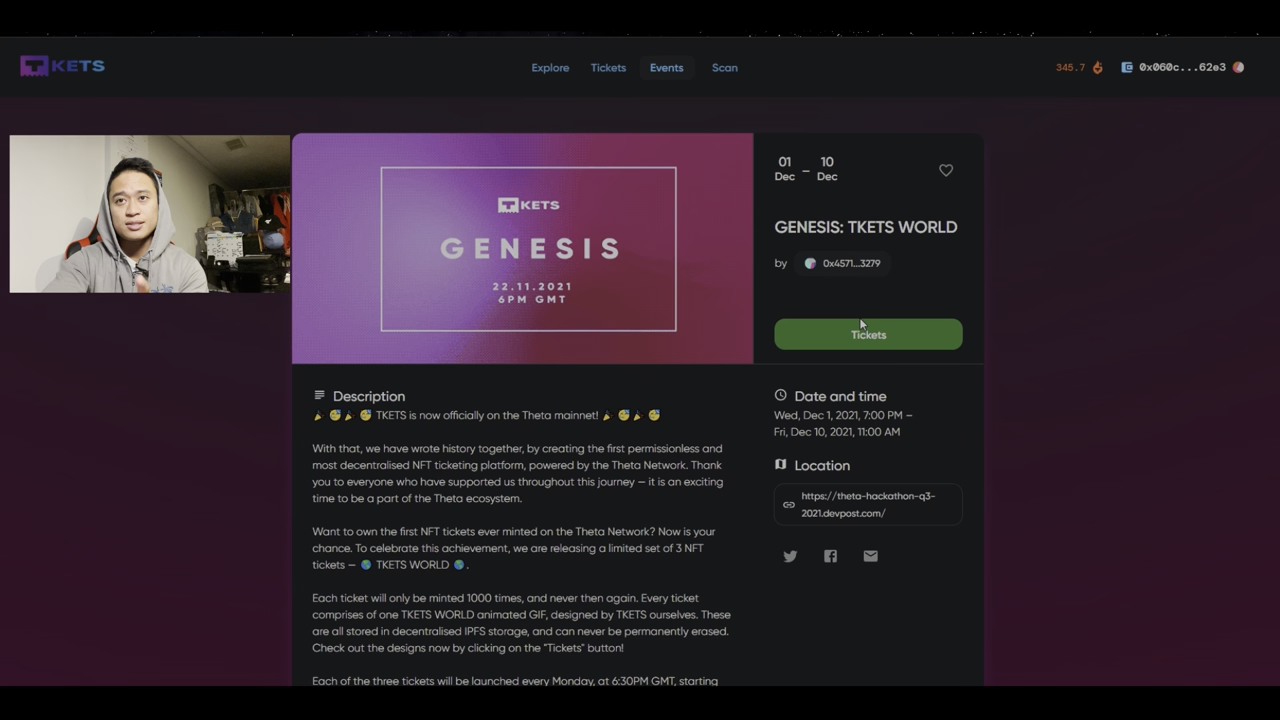 TKETS
Explore
Tickets
Events
Scan
345.7
0x060c...62e3
TKETS
GENESIS
22.11.2021
6PM GMT
01 Dec – 10 Dec
GENESIS: TKETS WORLD
by 0x4571...3279
Tickets
Description
🎉 🥳 🎉 🥳 TKETS is now officially on the Theta mainnet! 🎉 🥳 🎉 🥳
With that, we have wrote history together, by creating the first permissionless and
most decentralised NFT ticketing platform, powered by the Theta Network. Thank
you to everyone who have supported us throughout this journey — it is an exciting
time to be a part of the Theta ecosystem.
Want to own the first NFT tickets ever minted on the Theta Network? Now is your
chance. To celebrate this achievement, we are releasing a limited set of 3 NFT
tickets — 🌎 TKETS WORLD 🌎 .
Each ticket will only be minted 1000 times, and never then again. Every ticket
comprises of one TKETS WORLD animated GIF, designed by TKETS ourselves. These
are all stored in decentralised IPFS storage, and can never be permanently erased.
Check out the designs now by clicking on the "Tickets" button!
Each of the three tickets will be launched every Monday, at 6:30PM GMT, starting
Date and time
Wed, Dec 1, 2021, 7:00 PM –
Fri, Dec 10, 2021, 11:00 AM
Location
https://theta-hackathon-q3-
2021.devpost.com/